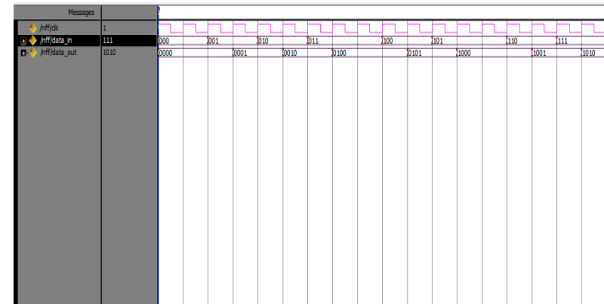 Messages
/nff/clk 1
/nff/data_in 111 000 001 010 011 100 101 110 111
/nff/data_out 1010 0000 0001 0010 0100 0101 1000 1001 1010